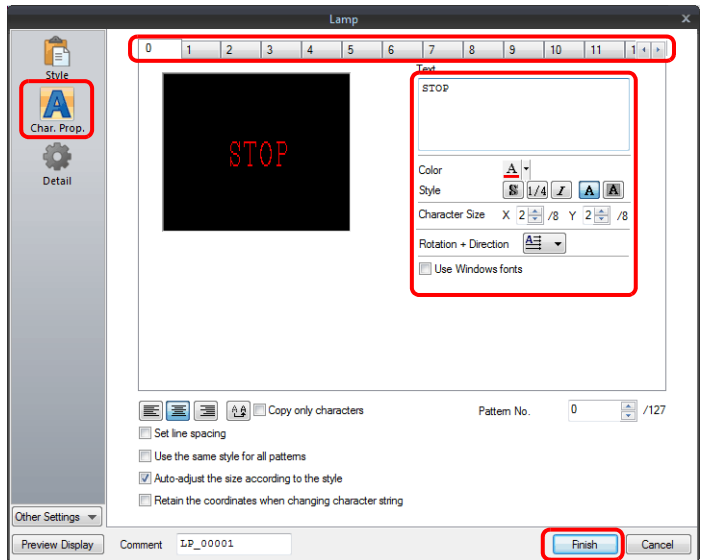 Lamp
x
0 1 2 3 4 5 6 7 8 9 10 11 1
Style
Char. Prop.
Detail
STOP
Text
STOP
Color A
Style S 1/4 I A A
Character Size X 2 /8 Y 2 /8
Rotation + Direction A
Use Windows fonts
Copy only characters
Pattern No. 0 /127
Set line spacing
Use the same style for all patterns
Auto-adjust the size according to the style
Retain the coordinates when changing character string
Other Settings
Preview Display
Comment LP_00001
Finish
Cancel